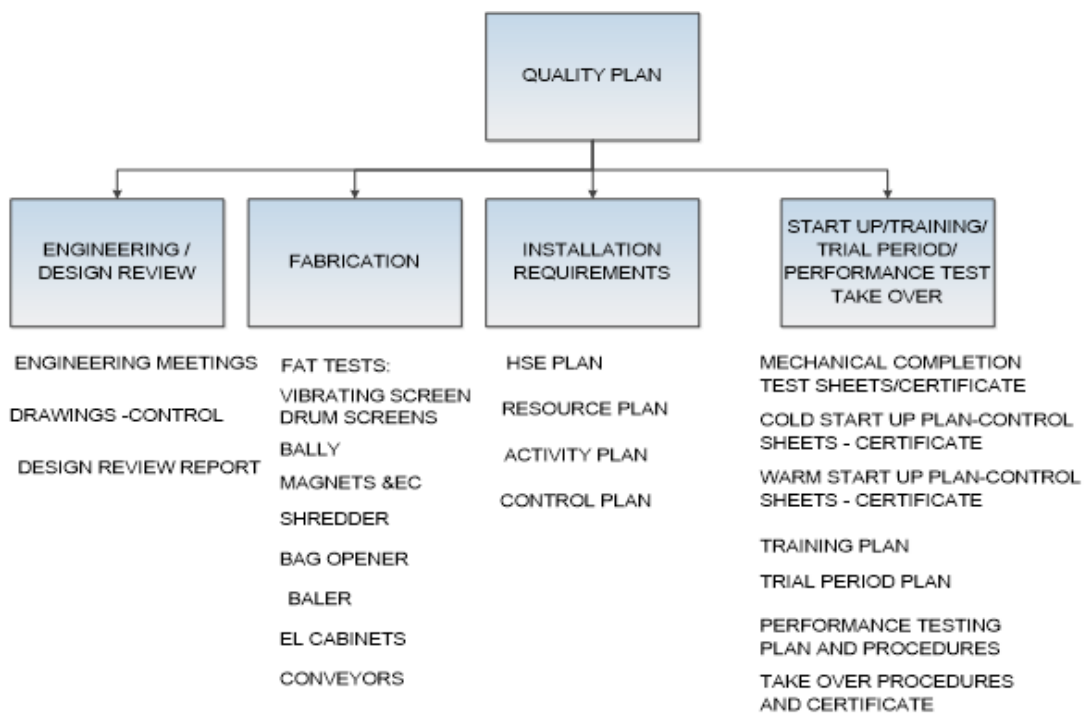 QUALITY PLAN
ENGINEERING /
DESIGN REVIEW
FABRICATION
INSTALLATION
REQUIREMENTS
START UP/TRAINING/
TRIAL PERIOD/
PERFORMANCE TEST
TAKE OVER
ENGINEERING MEETINGS
DRAWINGS -CONTROL
DESIGN REVIEW REPORT
FAT TESTS:
VIBRATING SCREEN
DRUM SCREENS
BALLY
MAGNETS &EC
SHREDDER
BAG OPENER
BALER
EL CABINETS
CONVEYORS
HSE PLAN
RESOURCE PLAN
ACTIVITY PLAN
CONTROL PLAN
MECHANICAL COMPLETION
TEST SHEETS/CERTIFICATE
COLD START UP PLAN-CONTROL
SHEETS - CERTIFICATE
WARM START UP PLAN-CONTROL
SHEETS - CERTIFICATE
TRAINING PLAN
TRIAL PERIOD PLAN
PERFORMANCE TESTING
PLAN AND PROCEDURES
TAKE OVER PROCEDURES
AND CERTIFICATE